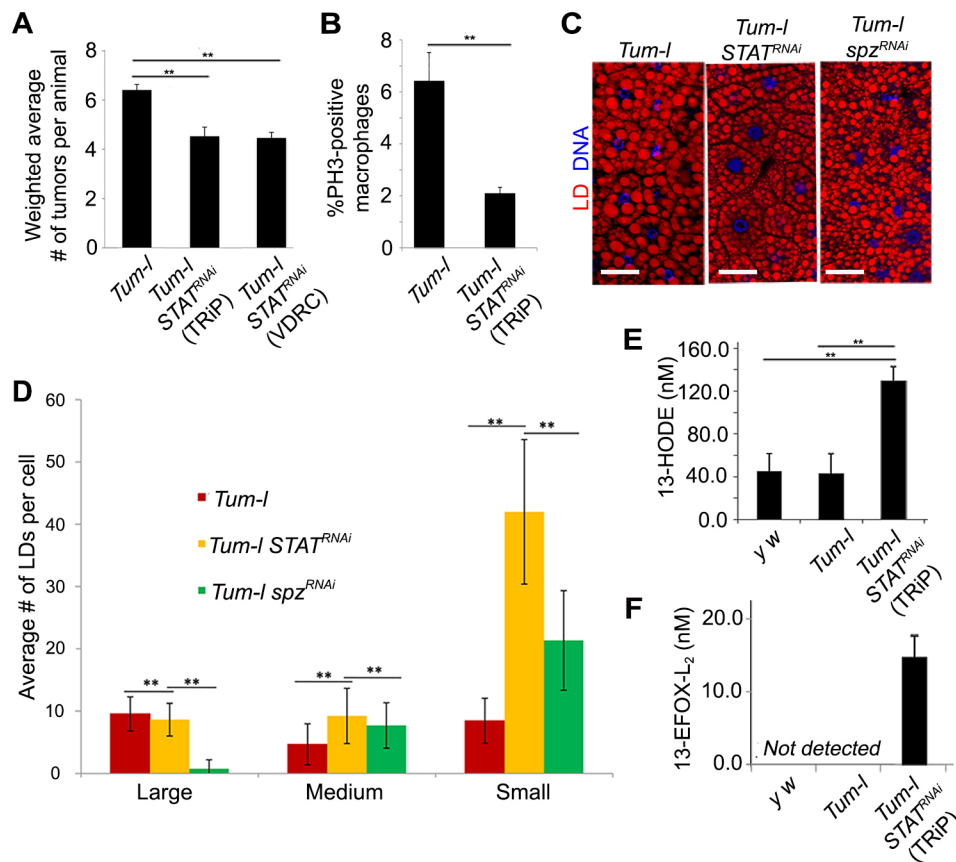 A
Weighted average
# of tumors per animal
8
6
4
2
0
**
**
Tum-l
Tum-l
STAT^RNAi
(TRiP)
Tum-l
STAT^RNAi
(VDRC)
B
%PH3-positive
macrophages
8
6
4
2
0
**
Tum-l
Tum-l
STAT^RNAi
(TRiP)
C
Tum-l
Tum-l
STAT^RNAi
Tum-l
spz^RNAi
LD DNA
D
Average # of LDs per cell
60
50
40
30
20
10
0
Tum-l
Tum-l STAT^RNAi
Tum-l spz^RNAi
** **
** **
** **
Large Medium Small
E
13-HODE (nM)
160.0
120.0
80.0
40.0
0.0
**
**
y w
Tum-l
Tum-l
STAT^RNAi
(TRiP)
F
13-EFOX-L₂ (nM)
20.0
10.0
0.0
Not detected
y w
Tum-l
Tum-l
STAT^RNAi
(TRiP)